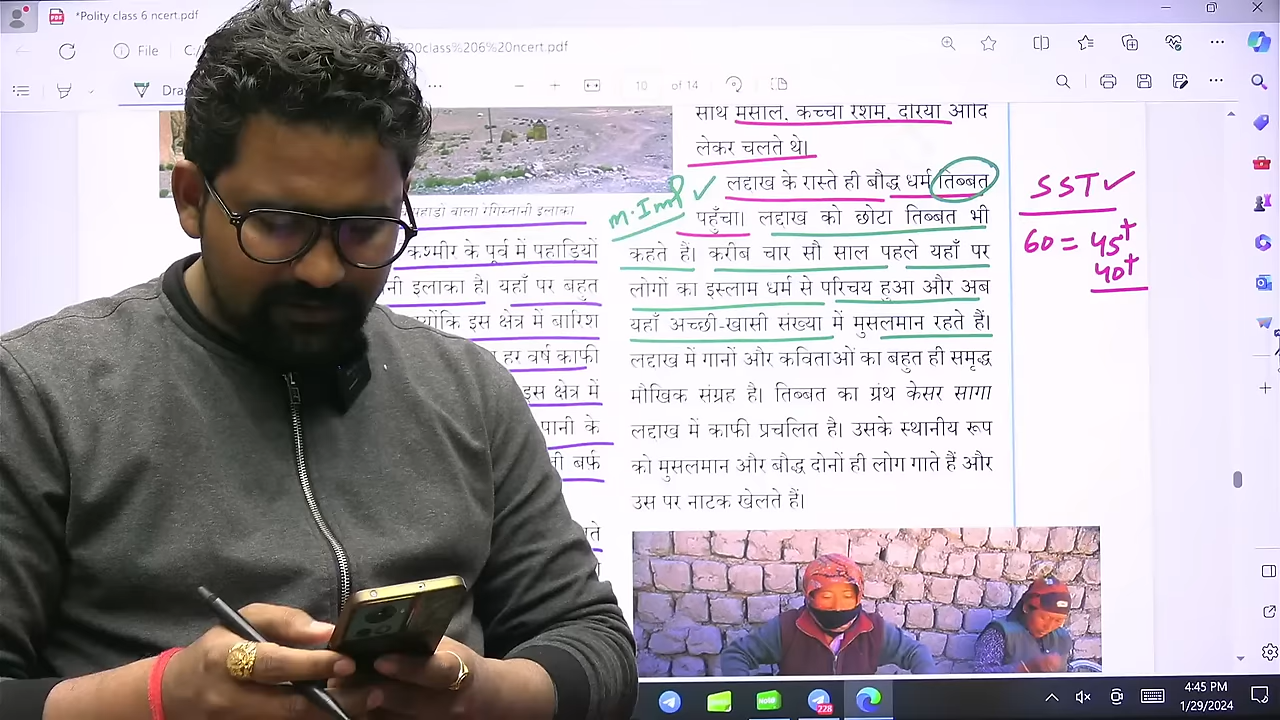 *Polity class 6 ncert.pdf
File
C:/
20class%206%20ncert.pdf
Dra
10 of 14
साथ मसाले, कच्चा रेशम, दरियाँ आदि
लेकर चलते थे।
लद्दाख के रास्ते ही बौद्ध धर्म तिब्बत
पहुँचा। लद्दाख को छोटा तिब्बत भी
कहते हैं। करीब चार सौ साल पहले यहाँ पर
लोगों का इस्लाम धर्म से परिचय हुआ और अब
यहाँ अच्छी-खासी संख्या में मुसलमान रहते हैं।
लद्दाख में गानों और कविताओं का बहुत ही समृद्ध
मौखिक संग्रह है। तिब्बत का ग्रंथ केसर सागा
लद्दाख में काफी प्रचलित है। उसके स्थानीय रूप
को मुसलमान और बौद्ध दोनों ही लोग गाते हैं और
उस पर नाटक खेलते हैं।
m. Imp
SST
60 = 45+
40+
पहाड़ों वाला रेगिस्तानी इलाका
कश्मीर के पूर्व में पहाड़ियों
नी इलाका है। यहाँ पर बहुत
क्योंकि इस क्षेत्र में बारिश
हर वर्ष काफी
इस क्षेत्र में
पानी के
नी बर्फ
ते
228
4:45 PM
1/29/2024